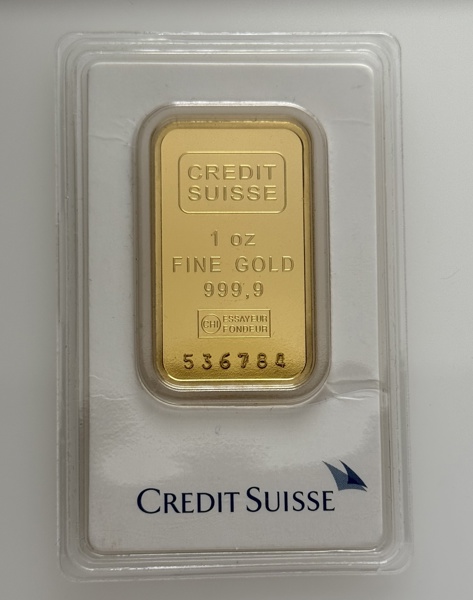 CREDIT
SUISSE
1 oz
FINE GOLD
999,9
CHI ESSAYEUR
FONDEUR
536784
CREDIT SUISSE